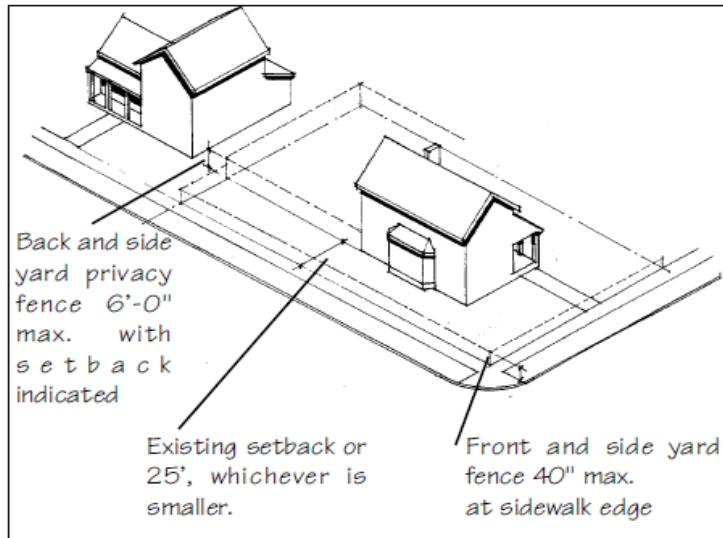 Back and side
yard privacy
fence 6'-0"
max. with
setback
indicated
Existing setback or
25', whichever is
smaller.
Front and side yard
fence 40" max.
at sidewalk edge